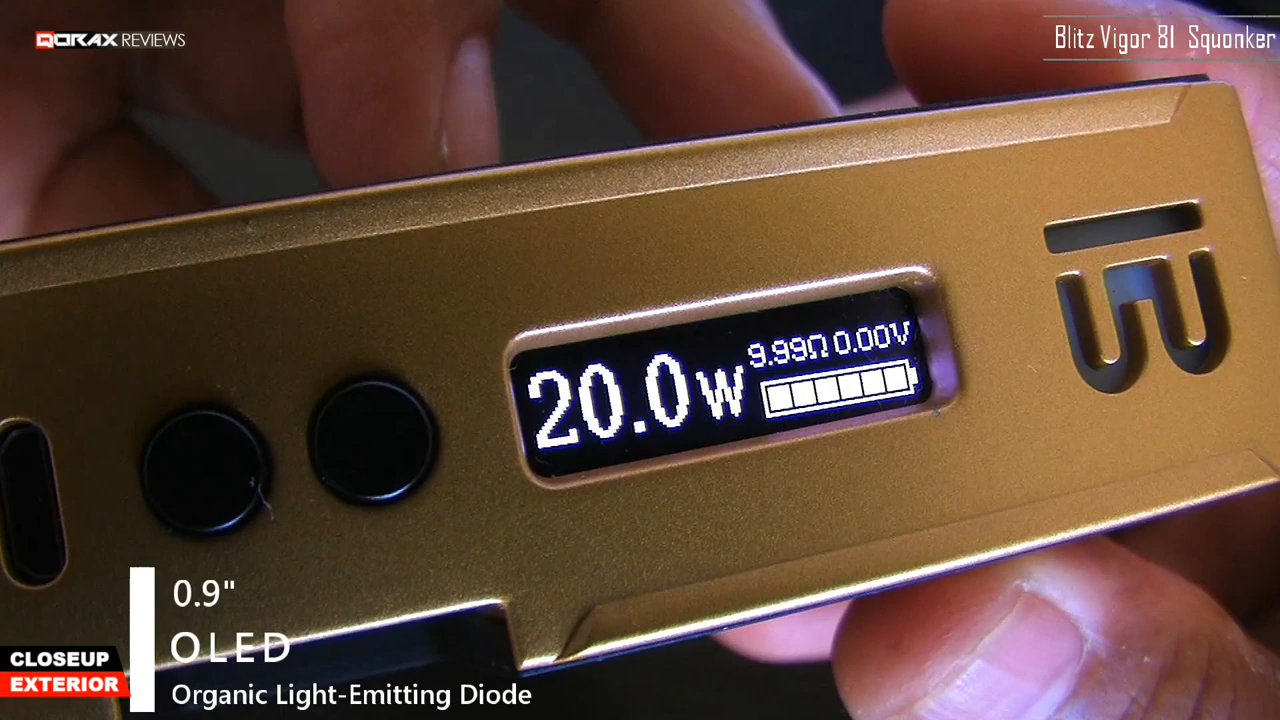 QORAX REVIEWS
Blitz Vigor 81 Squonker
20.0W
9.99Ω 0.00V
0.9"
OLED
Organic Light-Emitting Diode
CLOSEUP
EXTERIOR